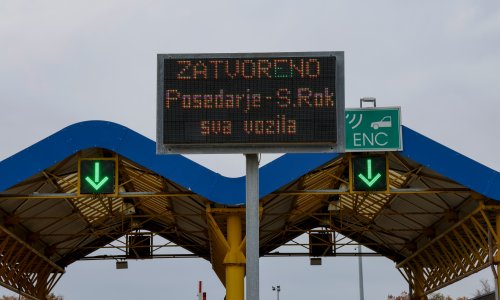 ZATVORENO
Posedarje - S.Rok
sva vozila
ENC